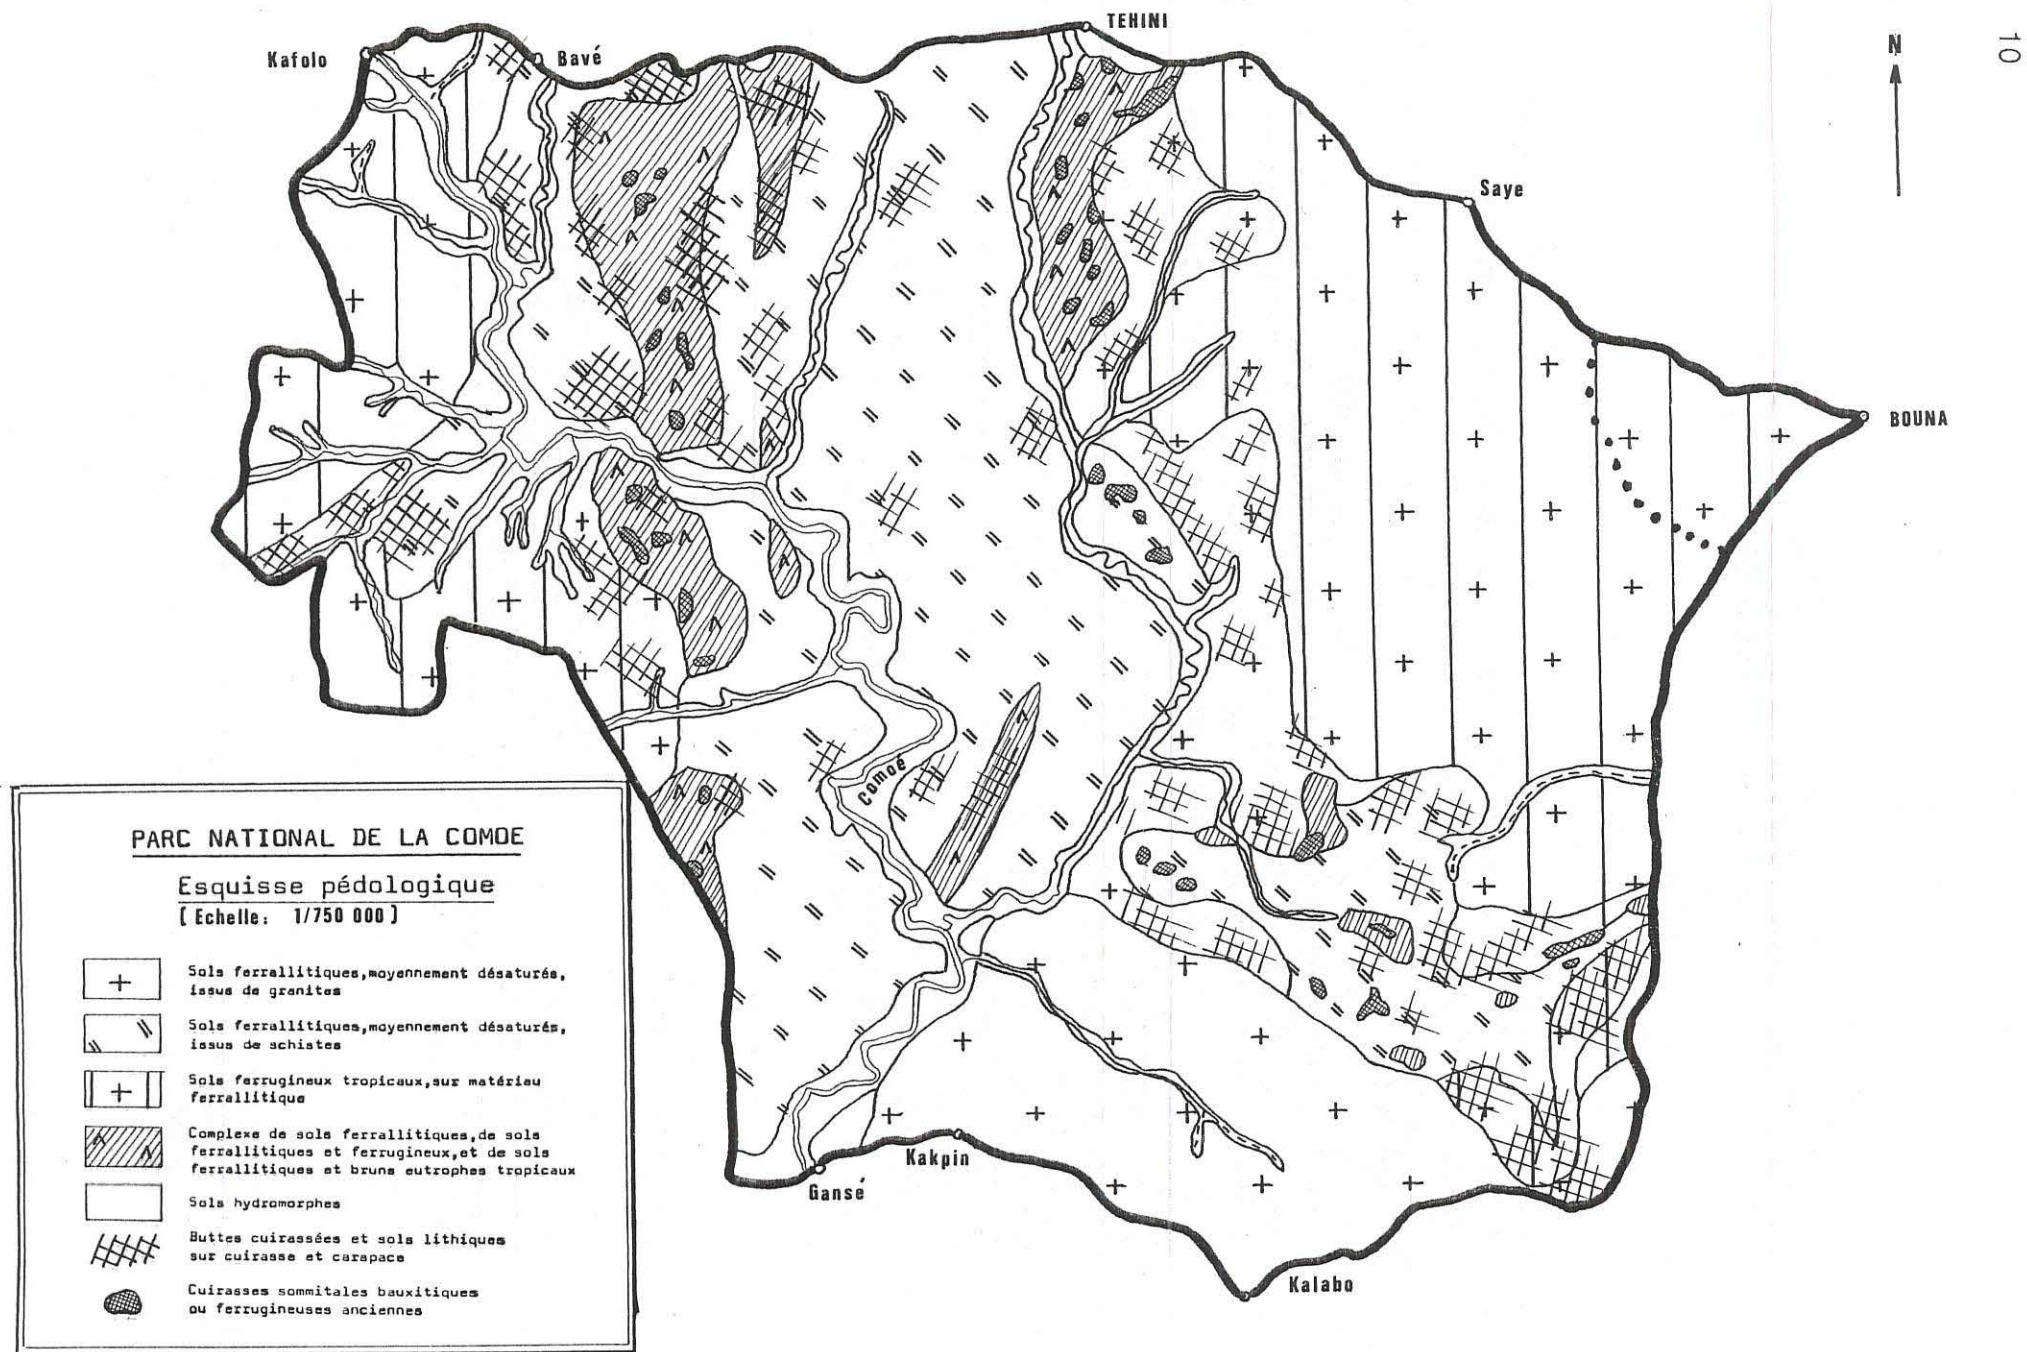 10
N
TEHINI
Kafolo
Bavé
Saye
BOUNA
Comoé
Kakpin
Gansé
Kalabo
PARC NATIONAL DE LA COMOE
Esquisse pédologique
[ Echelle: 1/750 000 ]
Sols ferrallitiques,moyennement désaturés,
issus de granites
Sols ferrallitiques,moyennement désaturés,
issus de schistes
Sols ferrugineux tropicaux,sur matériau
ferrallitique
Complexe de sols ferrallitiques,de sols
ferrallitiques et ferrugineux,et de sols
ferrallitiques et bruns eutrophes tropicaux
Sols hydromorphes
Buttes cuirassées et sols lithiques
sur cuirasse et carapace
Cuirasses sommitales bauxitiques
ou ferrugineuses anciennes